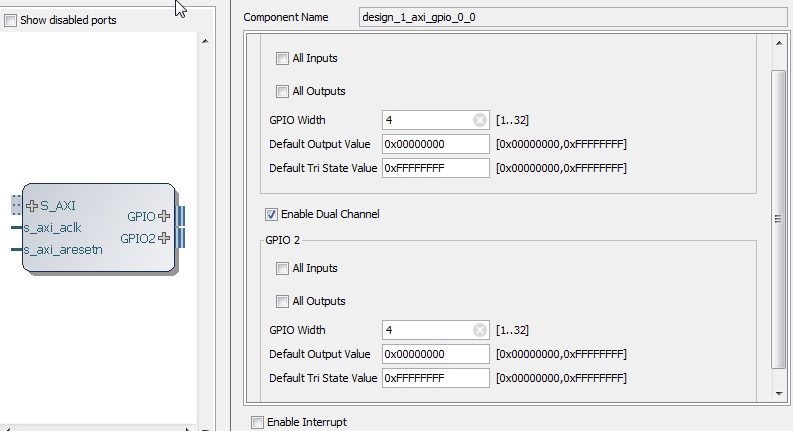 Show disabled ports
S_AXI
s_axi_aclk
s_axi_aresetn
GPIO
GPIO2
Component Name design_1_axi_gpio_0_0
All Inputs
All Outputs
GPIO Width 4 [1..32]
Default Output Value 0x00000000 [0x00000000,0xFFFFFFFF]
Default Tri State Value 0xFFFFFFFF [0x00000000,0xFFFFFFFF]
Enable Dual Channel
GPIO 2
All Inputs
All Outputs
GPIO Width 4 [1..32]
Default Output Value 0x00000000 [0x00000000,0xFFFFFFFF]
Default Tri State Value 0xFFFFFFFF [0x00000000,0xFFFFFFFF]
Enable Interrupt